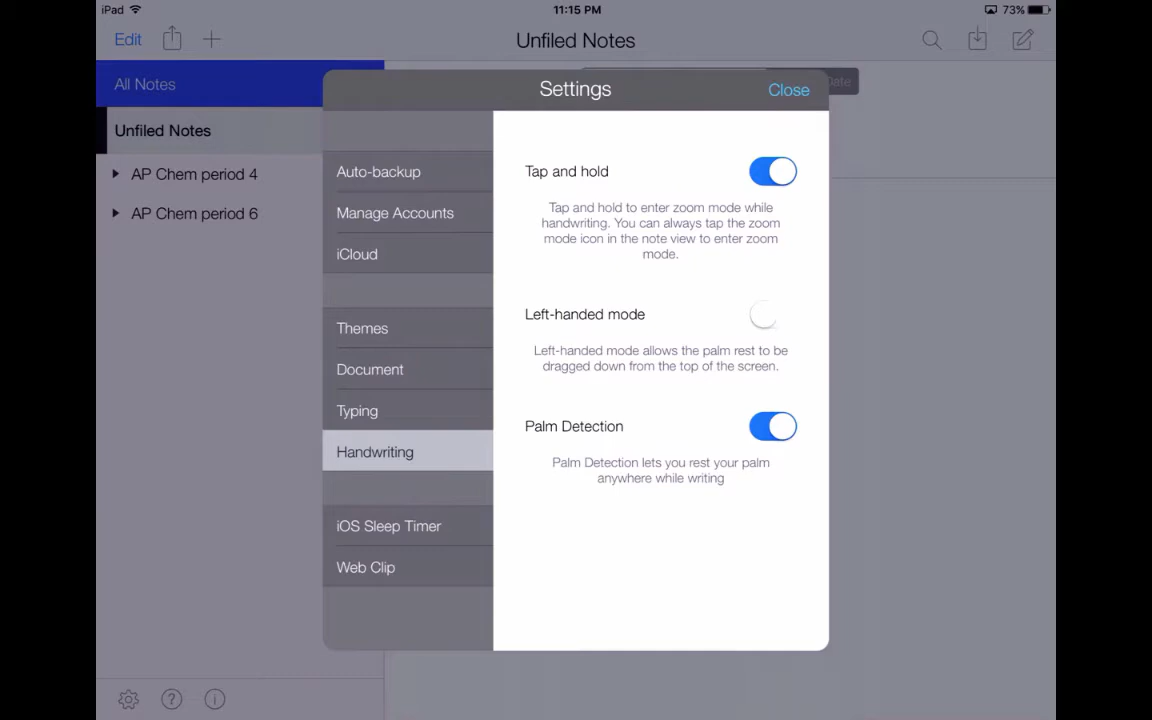 iPad
11:15 PM
73%
Edit
Unfiled Notes
All Notes
Unfiled Notes
AP Chem period 4
AP Chem period 6
Date
Settings
Close
Auto-backup
Manage Accounts
iCloud
Themes
Document
Typing
Handwriting
iOS Sleep Timer
Web Clip
Tap and hold
Tap and hold to enter zoom mode while
handwriting. You can always tap the zoom
mode icon in the note view to enter zoom
mode.
Left-handed mode
Left-handed mode allows the palm rest to be
dragged down from the top of the screen.
Palm Detection
Palm Detection lets you rest your palm
anywhere while writing